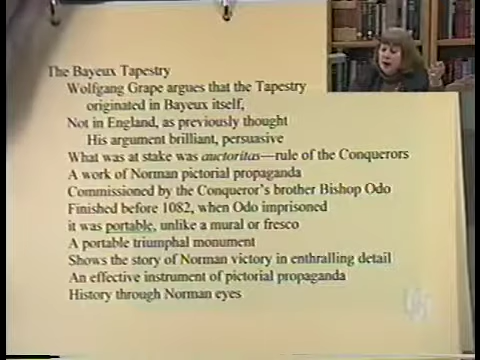 The Bayeux Tapestry
Wolfgang Grape argues that the Tapestry
originated in Bayeux itself,
Not in England, as previously thought
His argument brilliant, persuasive
What was at stake was auctoritas—rule of the Conquerors
A work of Norman pictorial propaganda
Commissioned by the Conqueror's brother Bishop Odo
Finished before 1082, when Odo imprisoned
it was portable, unlike a mural or fresco
A portable triumphal monument
Shows the story of Norman victory in enthralling detail
An effective instrument of pictorial propaganda
History through Norman eyes